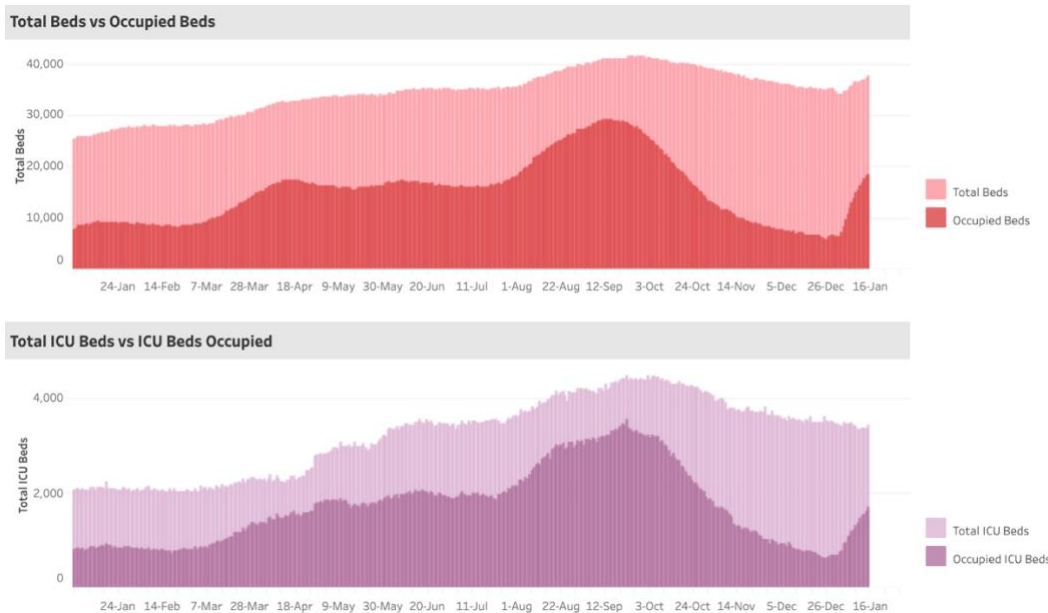 Total Beds vs Occupied Beds
40,000
30,000
20,000
10,000
0
Total Beds
24-Jan 14-Feb 7-Mar 28-Mar 18-Apr 9-May 30-May 20-Jun 11-Jul 1-Aug 22-Aug 12-Sep 3-Oct 24-Oct 14-Nov 5-Dec 26-Dec 16-Jan
Total Beds
Occupied Beds
Total ICU Beds vs ICU Beds Occupied
4,000
2,000
0
Total ICU Beds
24-Jan 14-Feb 7-Mar 28-Mar 18-Apr 9-May 30-May 20-Jun 11-Jul 1-Aug 22-Aug 12-Sep 3-Oct 24-Oct 14-Nov 5-Dec 26-Dec 16-Jan
Total ICU Beds
Occupied ICU Beds